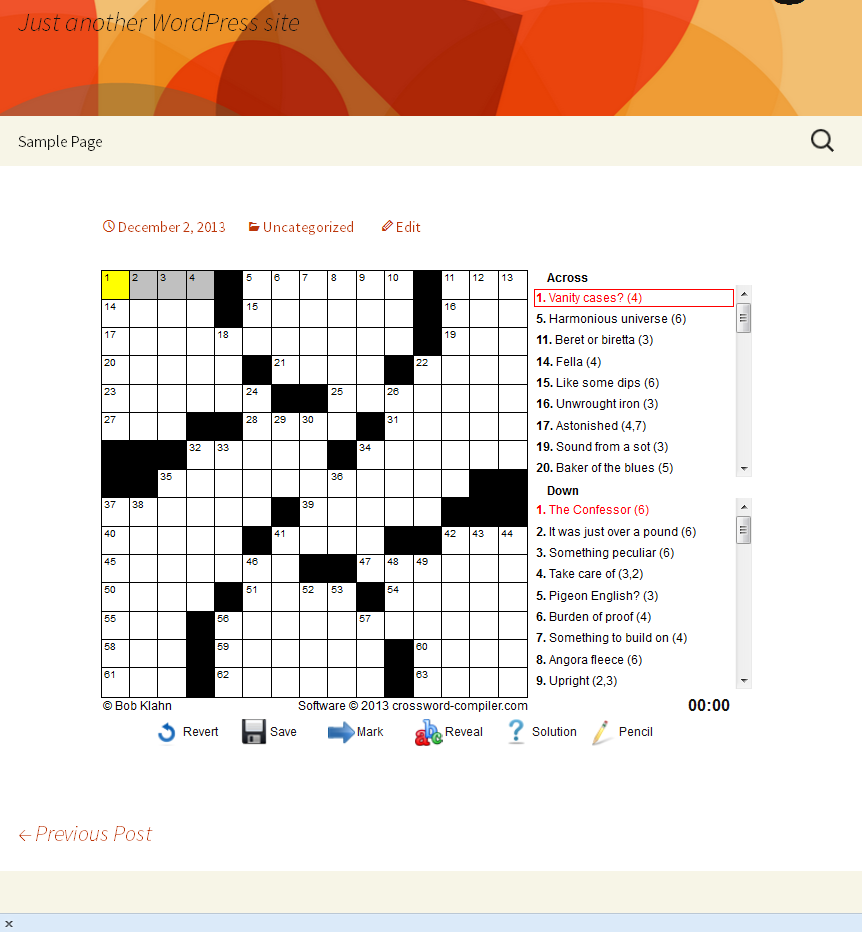 Just another WordPress site
Sample Page
December 2, 2013 Uncategorized Edit
1 2 3 4 5 6 7 8 9 10 11 12 13
14 15 16
17 18 19
20 21 22
23 24 25 26
27 28 29 30 31
32 33 34
35 36
37 38 39
40 41 42 43 44
45 46 47 48 49
50 51 52 53 54
55 56 57
58 59 60
61 62 63
© Bob Klahn Software © 2013 crossword-compiler.com
Across
1. Vanity cases? (4)
5. Harmonious universe (6)
11. Beret or biretta (3)
14. Fella (4)
15. Like some dips (6)
16. Unwrought iron (3)
17. Astonished (4,7)
19. Sound from a sot (3)
20. Baker of the blues (5)
Down
1. The Confessor (6)
2. It was just over a pound (6)
3. Something peculiar (6)
4. Take care of (3,2)
5. Pigeon English? (3)
6. Burden of proof (4)
7. Something to build on (4)
8. Angora fleece (6)
9. Upright (2,3)
00:00
Revert Save Mark Reveal Solution Pencil
← Previous Post